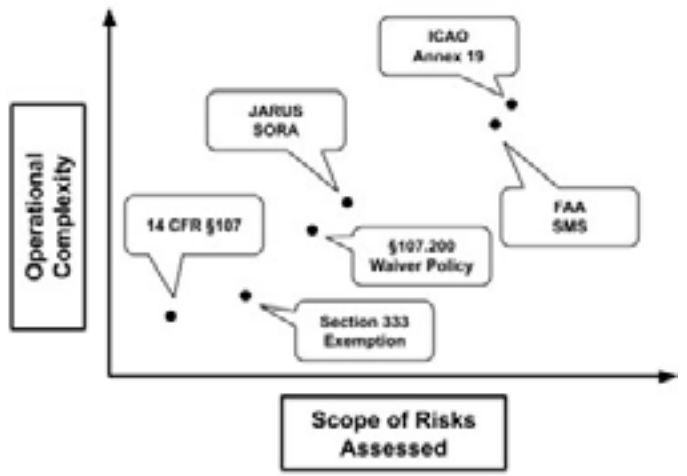 ICAO
Annex 19
JARUS
SORA
Operational
Complexity
14 CFR §107
FAA
SMS
§107.200
Waiver Policy
Section 333
Exemption
Scope of Risks
Assessed